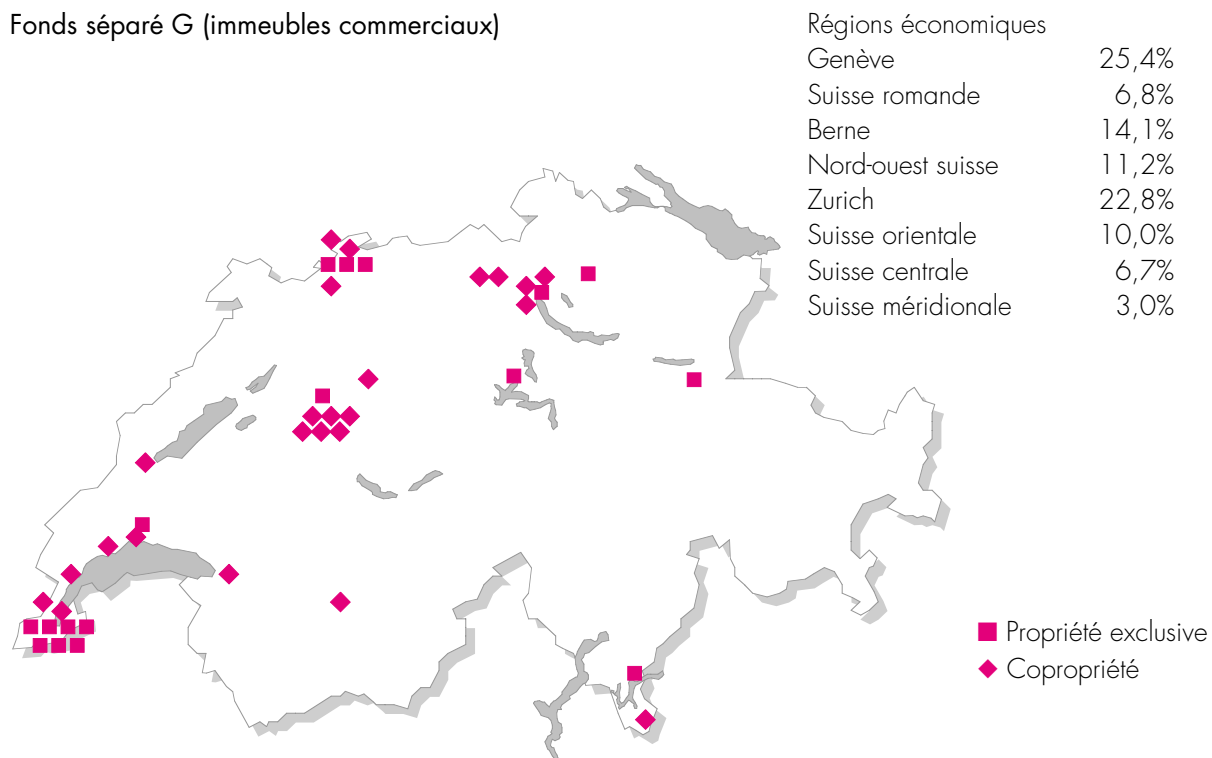 Fonds séparé G (immeubles commerciaux)
Régions économiques
Genève 25,4%
Suisse romande 6,8%
Berne 14,1%
Nord-ouest suisse 11,2%
Zurich 22,8%
Suisse orientale 10,0%
Suisse centrale 6,7%
Suisse méridionale 3,0%
Propriété exclusive
Copropriété